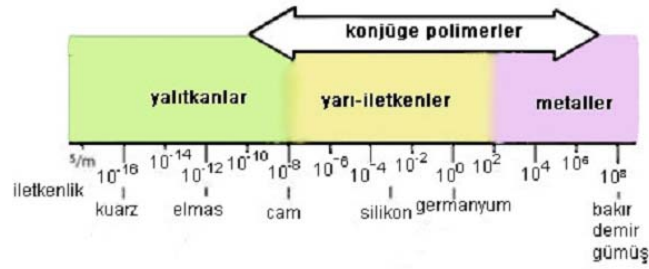 konjüge polimerler
yalıtkanlar yarı-iletkenler metaller
S/m 10⁻¹⁶ 10⁻¹⁴ 10⁻¹² 10⁻¹⁰ 10⁻⁸ 10⁻⁶ 10⁻⁴ 10⁻² 10⁰ 10² 10⁴ 10⁶ 10⁸
iletkenlik
kuarz elmas cam silikon germanyum bakır
demir
gümüş